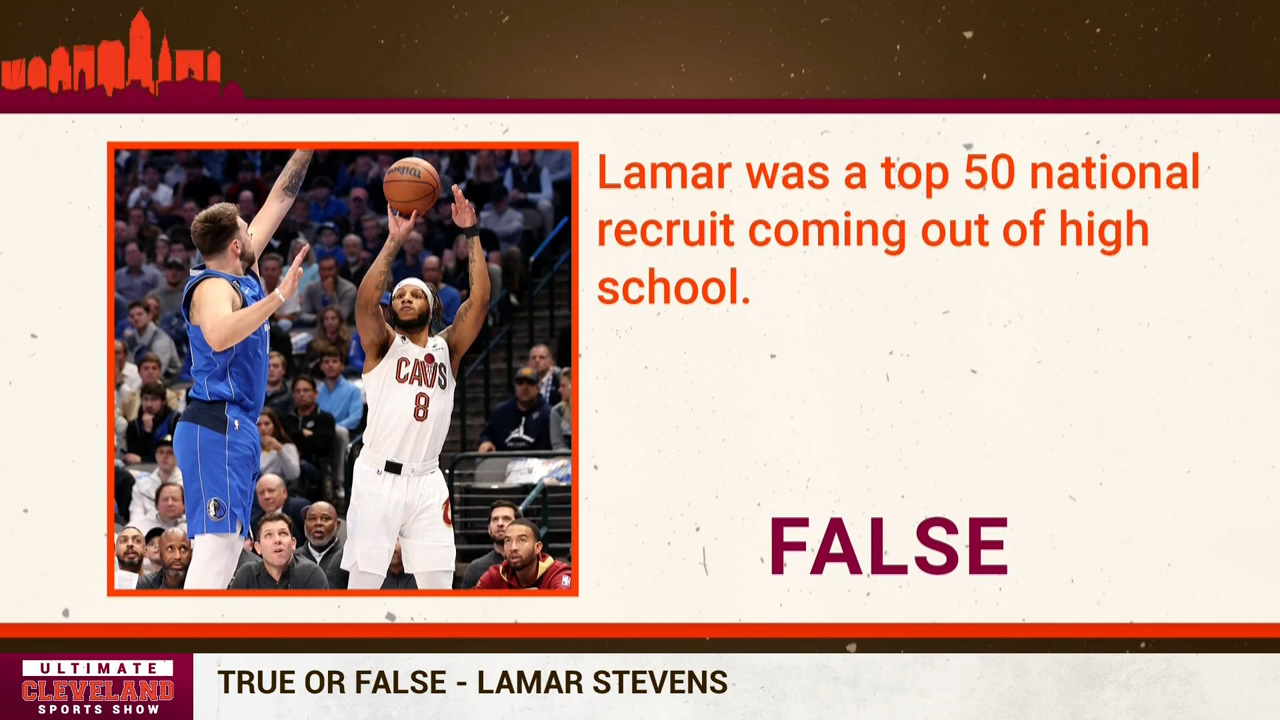 Lamar was a top 50 national
recruit coming out of high
school.
Wilson
CAVS
8
FALSE
ULTIMATE
CLEVELAND
SPORTS SHOW
TRUE OR FALSE - LAMAR STEVENS